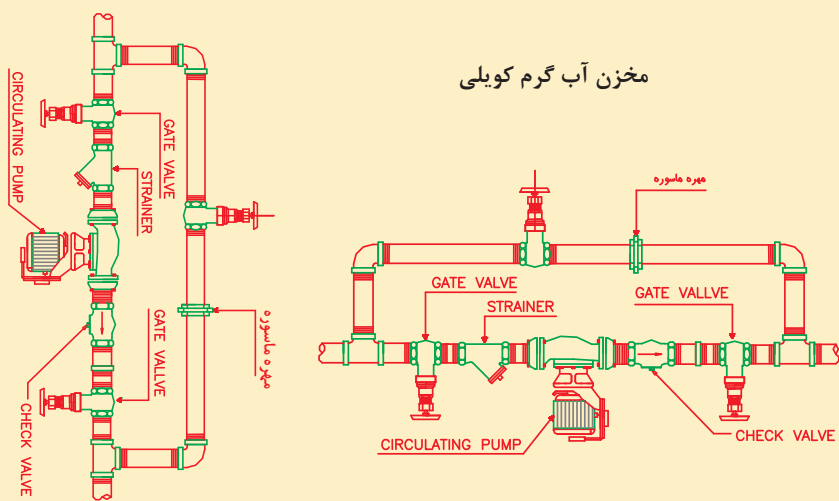 مخزن آب گرم کویلی
CIRCULATING PUMP
GATE VALVE
STRAINER
GATE VALLVE
مهره ماسوره
CHECK VALVE
مهره ماسوره
GATE VALVE
STRAINER
GATE VALLVE
CIRCULATING PUMP
CHECK VALVE